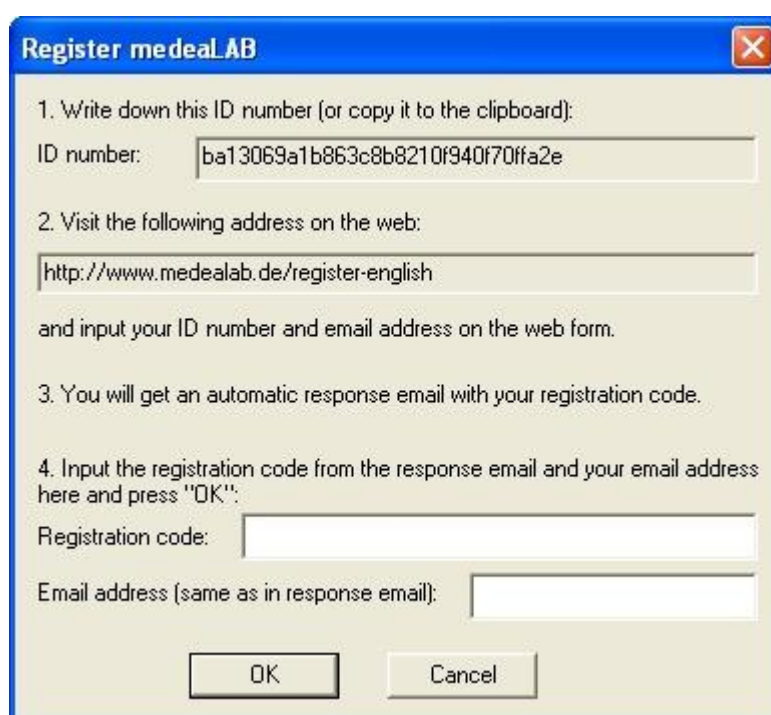 Register medeaLAB
1. Write down this ID number (or copy it to the clipboard):
ID number: ba13069a1b863c8b8210f940f70ffa2e
2. Visit the following address on the web:
http://www.medealab.de/register-english
and input your ID number and email address on the web form.
3. You will get an automatic response email with your registration code.
4. Input the registration code from the response email and your email address
here and press "OK":
Registration code:
Email address (same as in response email):
OK Cancel